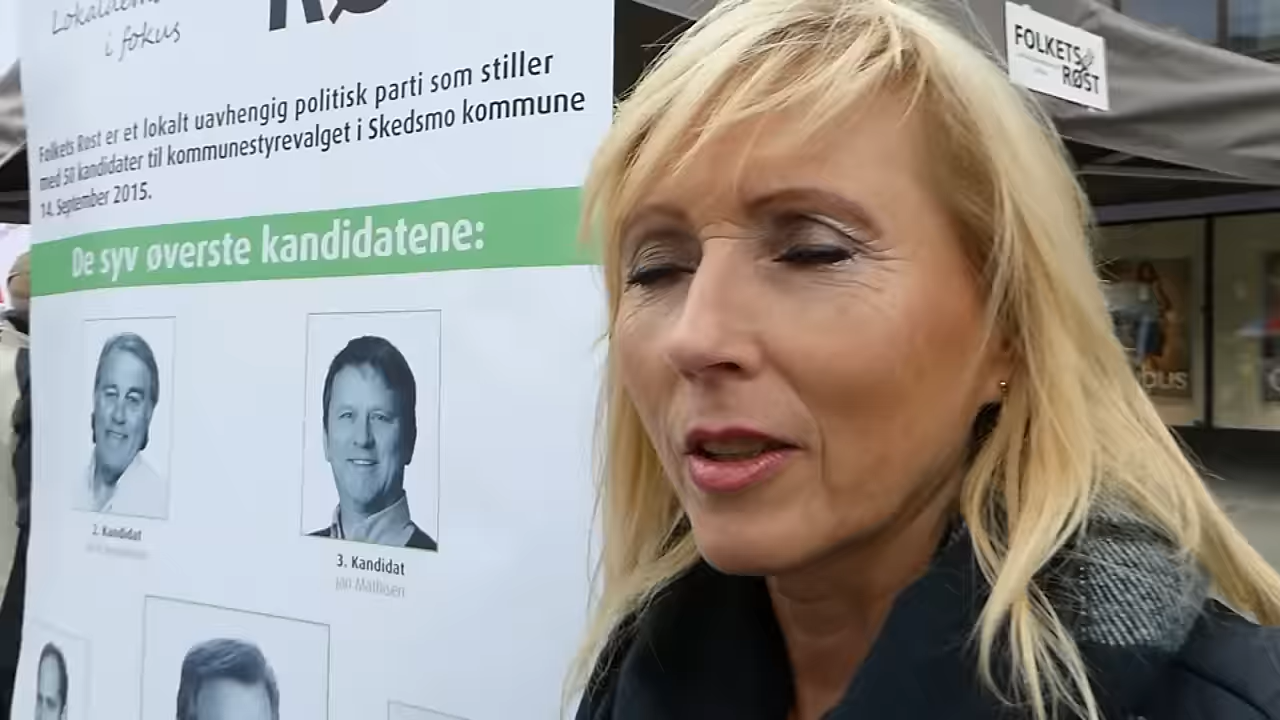 i fokus
RØ
FOLKETS
RØST
Folkets Røst er et lokalt uavhengig politisk parti som stiller
med 50 kandidater til kommunestyrevalget i Skedsmo kommune
14. September 2015.
De syv øverste kandidatene:
2. Kandidat
3. Kandidat
Jan Mathisen